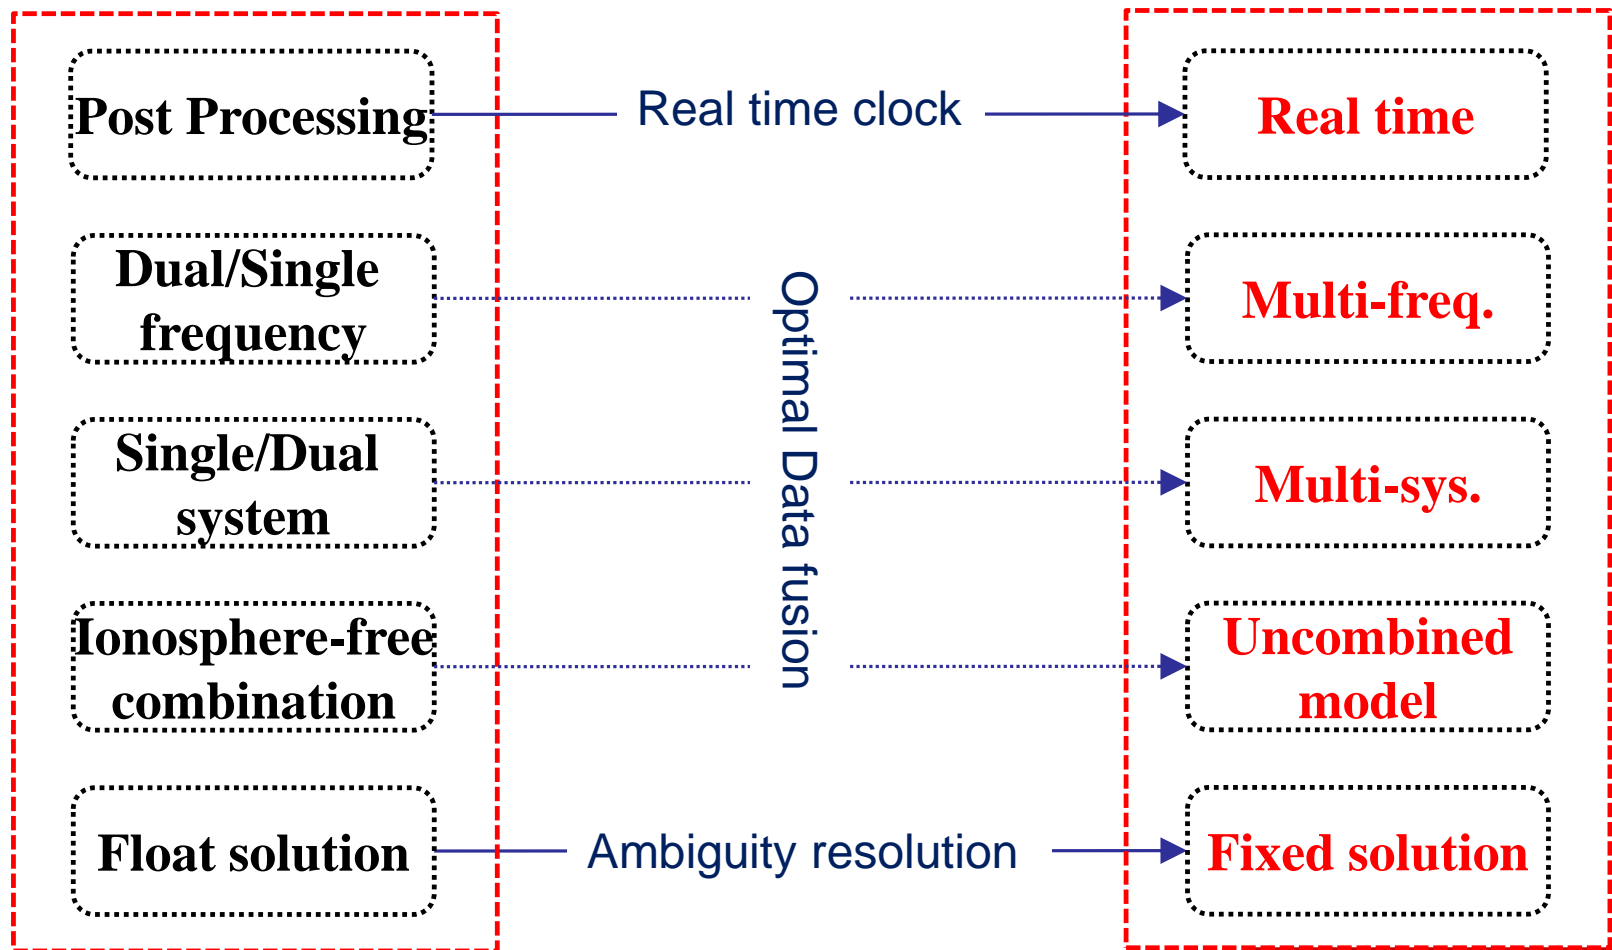 Post Processing
Real time clock
Real time
Dual/Single
frequency
Multi-freq.
Optimal Data fusion
Single/Dual
system
Multi-sys.
Ionosphere-free
combination
Uncombined
model
Float solution
Ambiguity resolution
Fixed solution